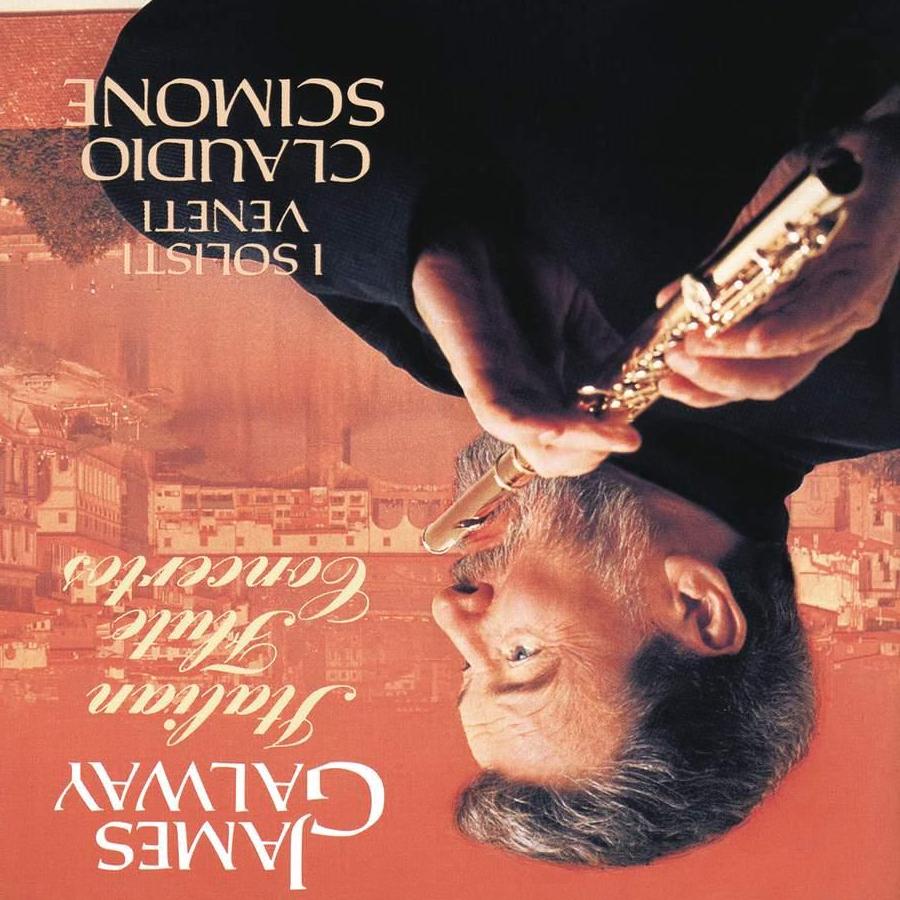 JAMES
GALWAY
Italian
Flute
Concertos
I SOLISTI
VENETI
CLAUDIO
SCIMONE